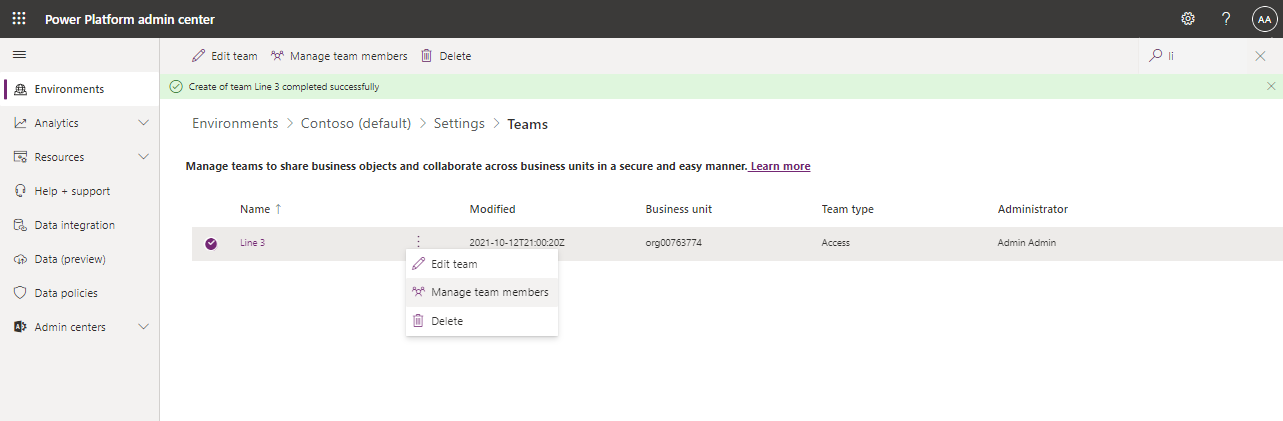 Power Platform admin center ? AA
Edit team Manage team members Delete li
Create of team Line 3 completed successfully
Environments
Analytics
Resources
Help + support
Data integration
Data (preview)
Data policies
Admin centers
Environments > Contoso (default) > Settings > Teams
Manage teams to share business objects and collaborate across business units in a secure and easy manner. Learn more
Name ↑ Modified Business unit Team type Administrator
Line 3 2021-10-12T21:00:20Z org00763774 Access Admin Admin
Edit team
Manage team members
Delete